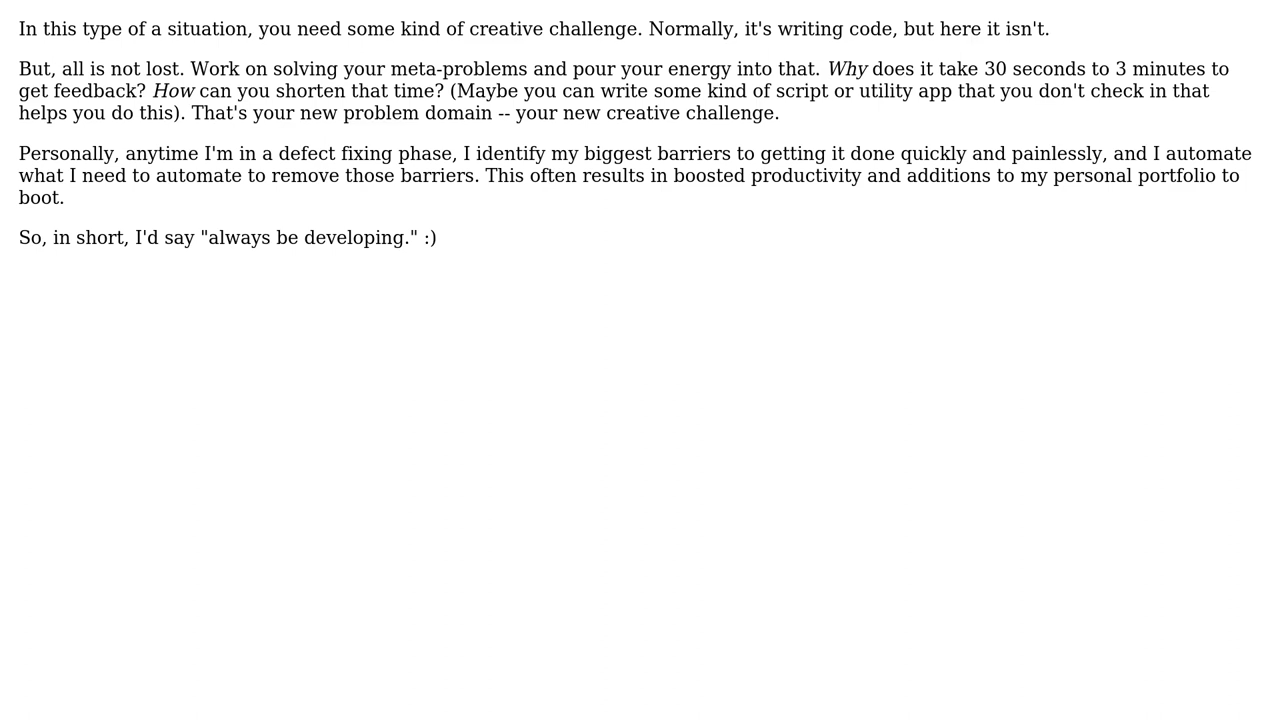 In this type of a situation, you need some kind of creative challenge. Normally, it's writing code, but here it isn't.
But, all is not lost. Work on solving your meta-problems and pour your energy into that. Why does it take 30 seconds to 3 minutes to
get feedback? How can you shorten that time? (Maybe you can write some kind of script or utility app that you don't check in that
helps you do this). That's your new problem domain -- your new creative challenge.
Personally, anytime I'm in a defect fixing phase, I identify my biggest barriers to getting it done quickly and painlessly, and I automate
what I need to automate to remove those barriers. This often results in boosted productivity and additions to my personal portfolio to
boot.
So, in short, I'd say "always be developing." :)